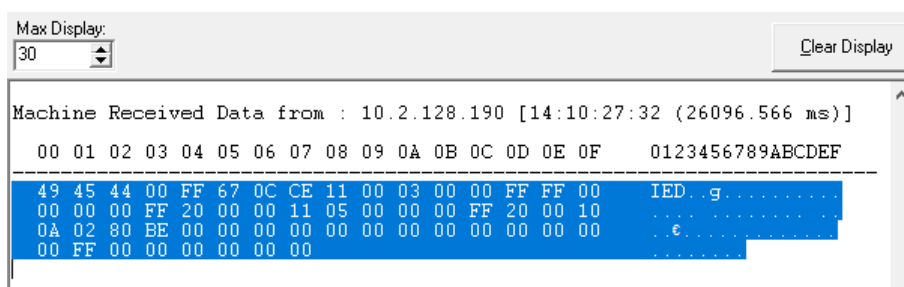 Max Display:
30
Clear Display
Machine Received Data from : 10.2.128.190 [14:10:27:32 (26096.566 ms)]
00 01 02 03 04 05 06 07 08 09 0A 0B 0C 0D 0E 0F 0123456789ABCDEF
49 45 44 00 FF 67 0C CE 11 00 03 00 00 FF FF 00 IED..g..........
00 00 00 FF 20 00 00 11 05 00 00 00 FF 20 00 10 .... ........ ..
0A 02 80 BE 00 00 00 00 00 00 00 00 00 00 00 00 ..€.............
00 FF 00 00 00 00 00 00 ........